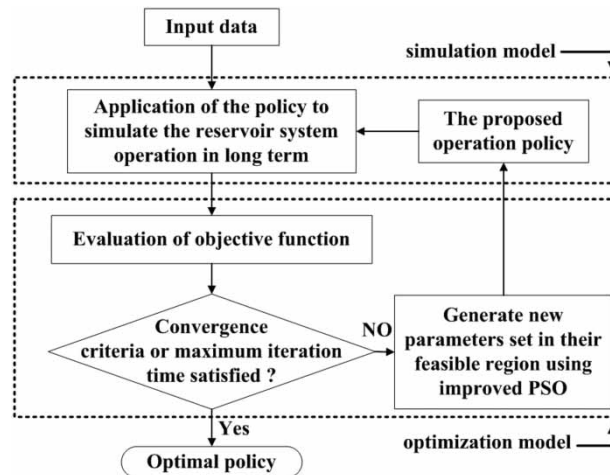 Input data
simulation model
Application of the policy to
simulate the reservoir system
operation in long term
The proposed
operation policy
Evaluation of objective function
Convergence
criteria or maximum iteration
time satisfied ?
NO
Generate new
parameters set in their
feasible region using
improved PSO
Yes
optimization model
Optimal policy